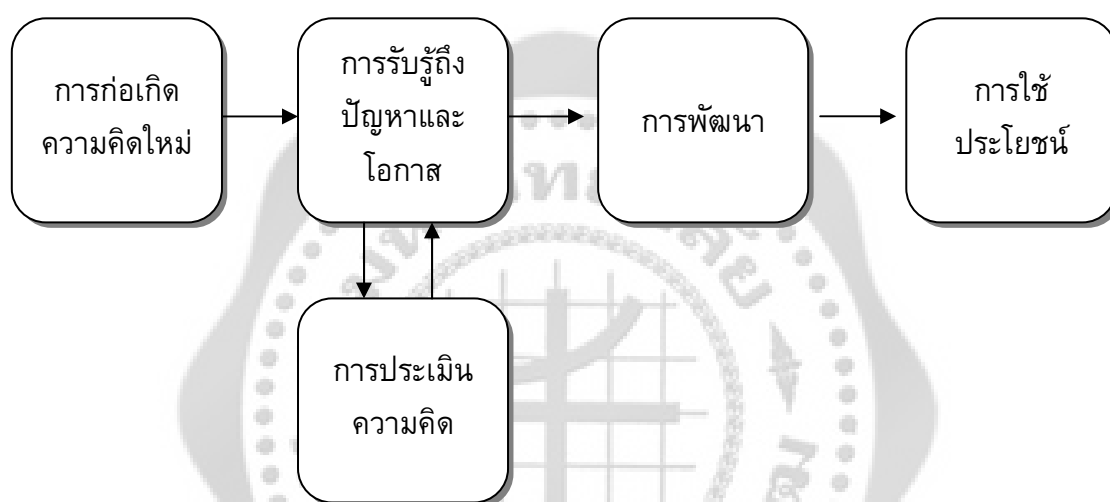 การก่อเกิด
ความคิดใหม่
การรับรู้ถึง
ปัญหาและ
โอกาส
การพัฒนา
การใช้
ประโยชน์
การประเมิน
ความคิด